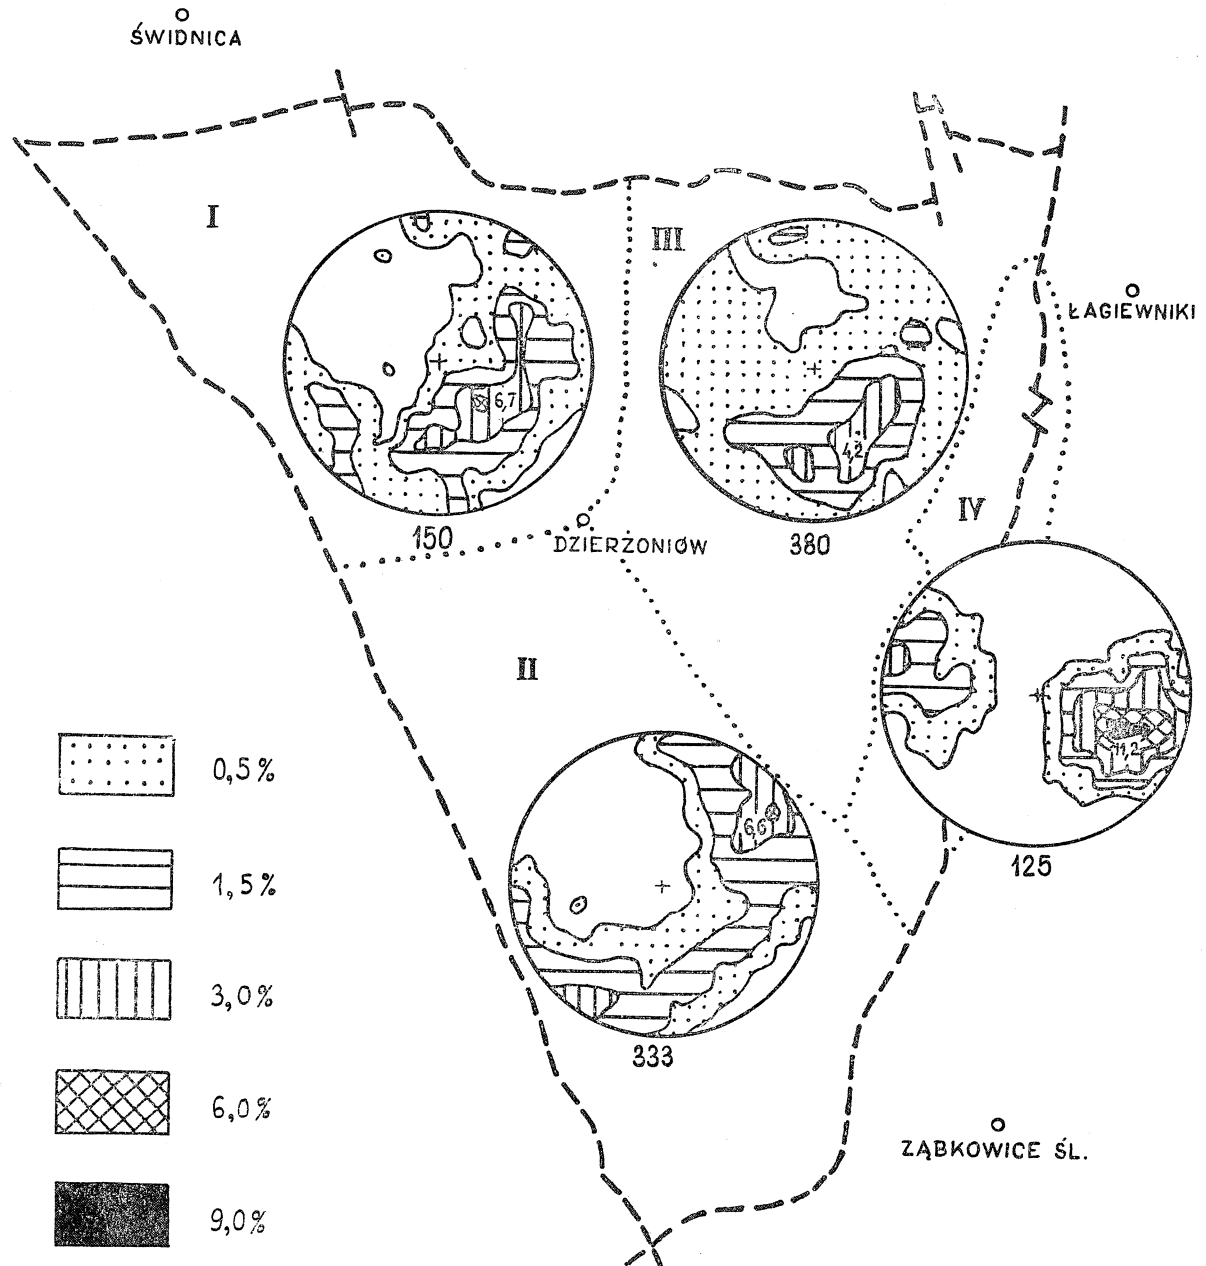 ŚWIDNICA
I
III
ŁAGIEWNIKI
6,7
4,2
IV
150
DZIERŻONIÓW
380
II
0,5%
11,2
6,6
125
1,5%
3,0%
333
6,0%
ZĄBKOWICE ŚL.
9,0%